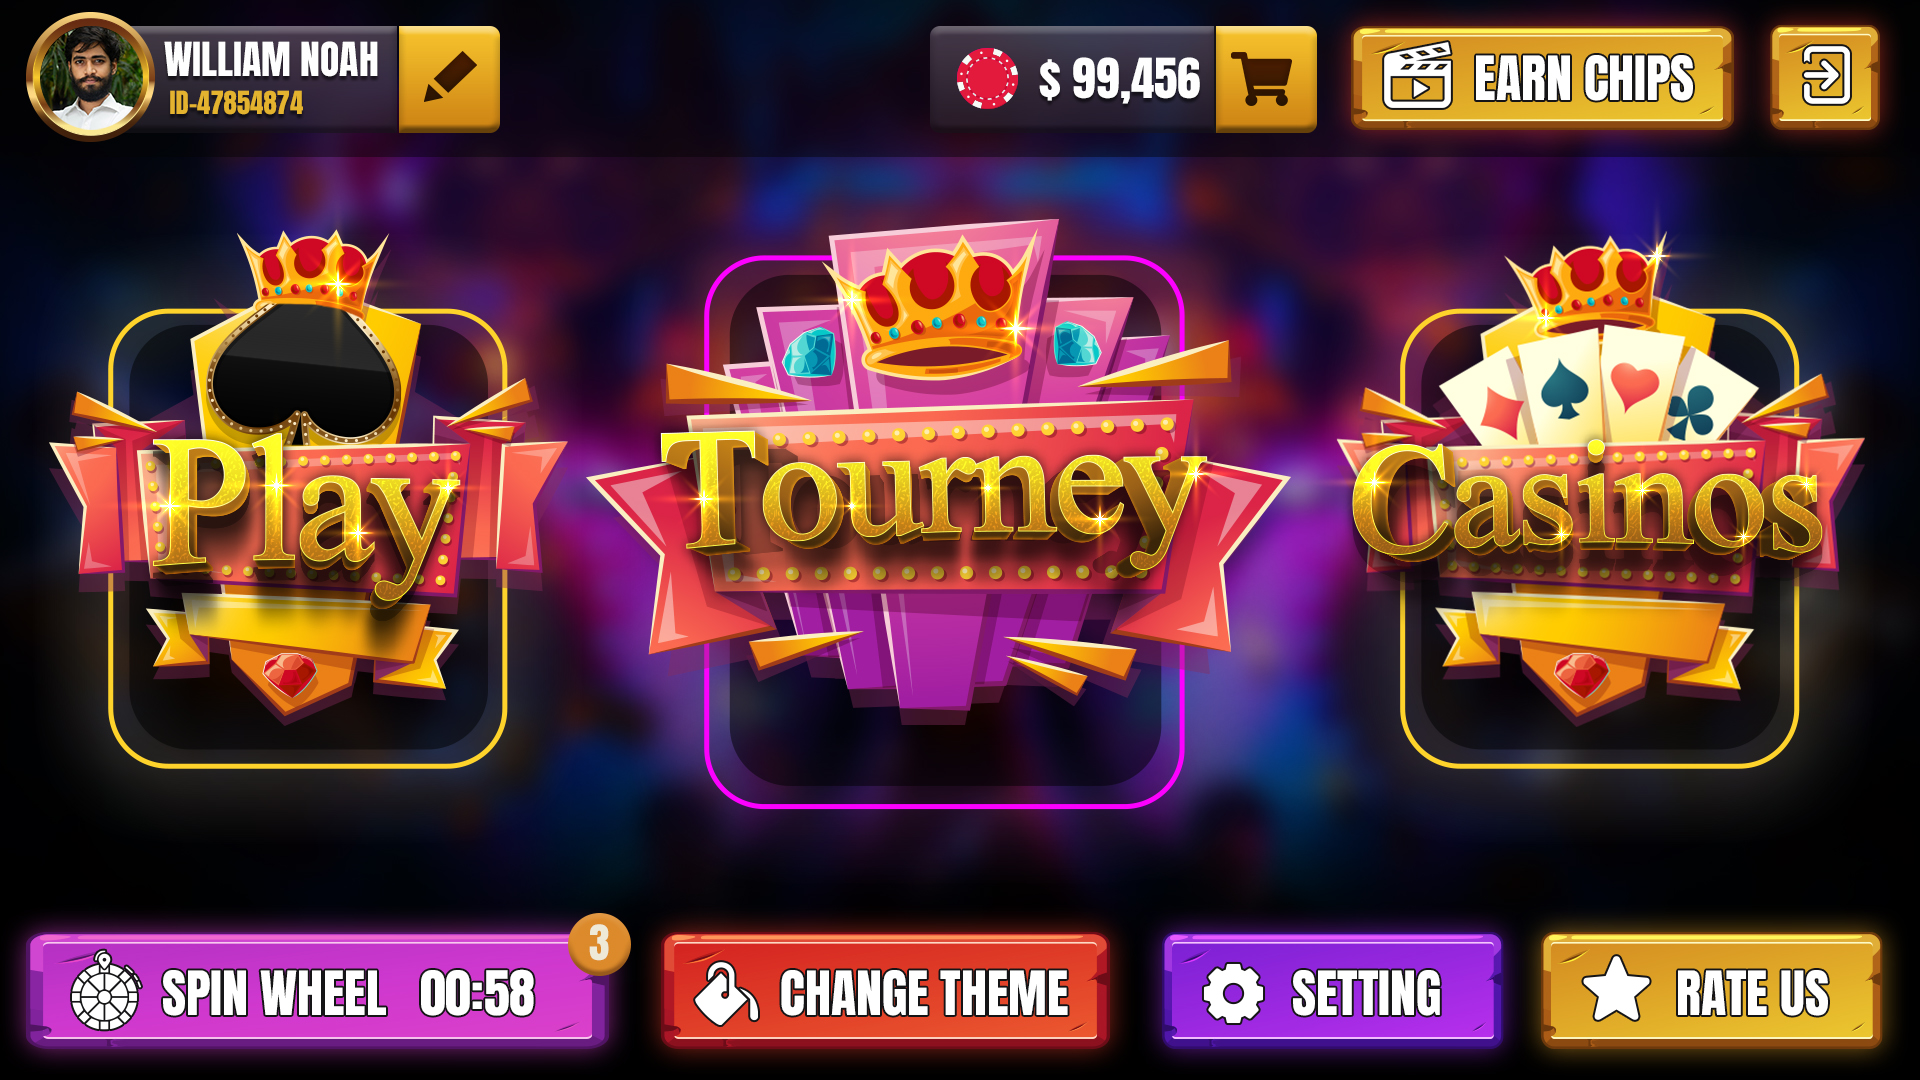 WILLIAM NOAH
ID-47854874
$ 99,456
EARN CHIPS
Play
Tourney
Casinos
SPIN WHEEL 00:58
3
CHANGE THEME
SETTING
RATE US